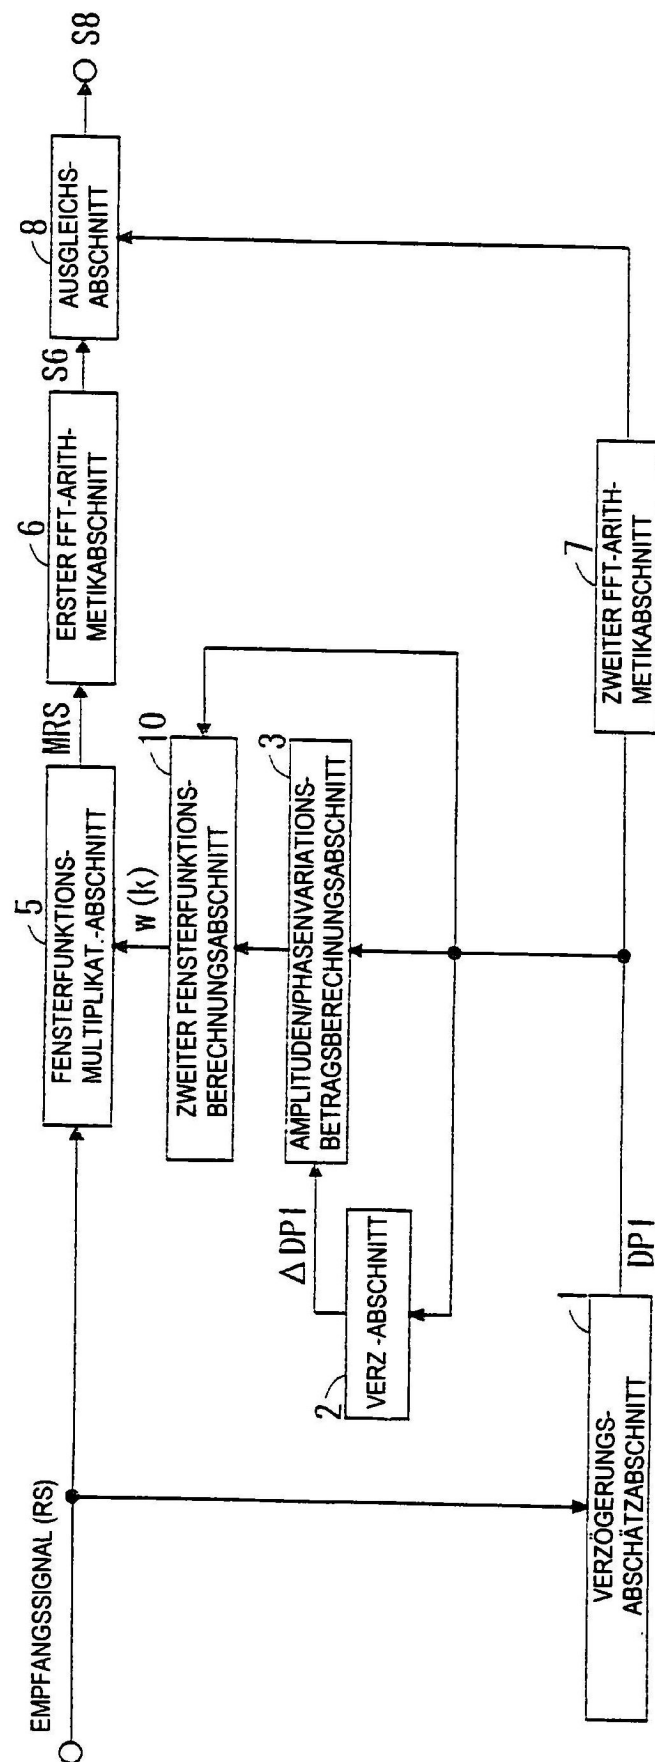 EMPFANGSSIGNAL (RS)
5
FENSTERFUNKTIONS-
MULTIPLIKAT.-ABSCHNITT
MRS
6
ERSTER FFT-ARITH-
METIKABSCHNITT
S6
8
AUSGLEICHS-
ABSCHNITT
S8
w(k)
10
ZWEITER FENSTERFUNKTIONS-
BERECHNUNGSABSCHNITT
3
AMPLITUDEN/PHASENVARIATIONS-
BETRAGSBERECHNUNGSABSCHNITT
ΔDP1
2
VERZ -ABSCHNITT
1
VERZÖGERUNGS-
ABSCHÄTZABSCHNITT
DP1
7
ZWEITER FFT-ARITH-
METIKABSCHNITT